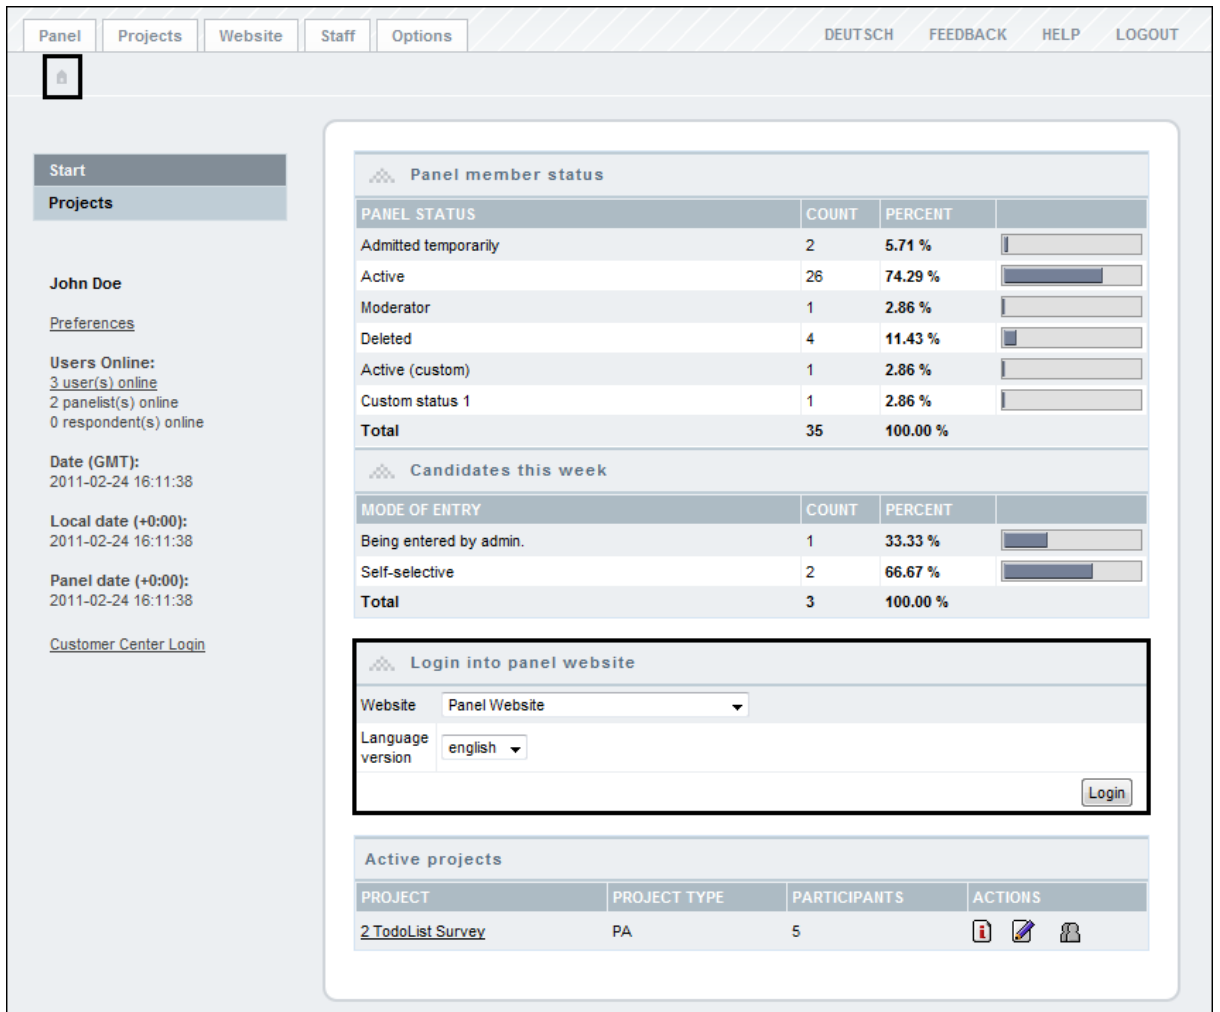 Panel Projects Website Staff Options DEUTSCH FEEDBACK HELP LOGOUT
Start
Projects
John Doe
Preferences
Users Online:
3 user(s) online
2 panelist(s) online
0 respondent(s) online
Date (GMT):
2011-02-24 16:11:38
Local date (+0:00):
2011-02-24 16:11:38
Panel date (+0:00):
2011-02-24 16:11:38
Customer Center Login
Panel member status
PANEL STATUS COUNT PERCENT
Admitted temporarily 2 5.71 %
Active 26 74.29 %
Moderator 1 2.86 %
Deleted 4 11.43 %
Active (custom) 1 2.86 %
Custom status 1 1 2.86 %
Total 35 100.00 %
Candidates this week
MODE OF ENTRY COUNT PERCENT
Being entered by admin. 1 33.33 %
Self-selective 2 66.67 %
Total 3 100.00 %
Login into panel website
Website Panel Website
Language
version english
Login
Active projects
PROJECT PROJECT TYPE PARTICIPANTS ACTIONS
2 TodoList Survey PA 5